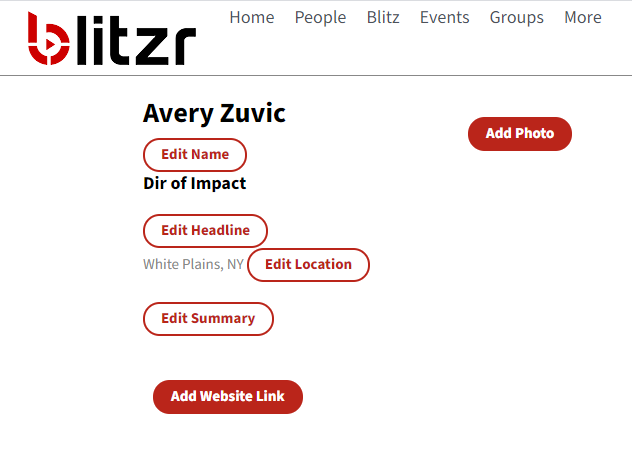 blitzr
Home People Blitz Events Groups More
Avery Zuvic
Add Photo
Edit Name
Dir of Impact
Edit Headline
White Plains, NY Edit Location
Edit Summary
Add Website Link